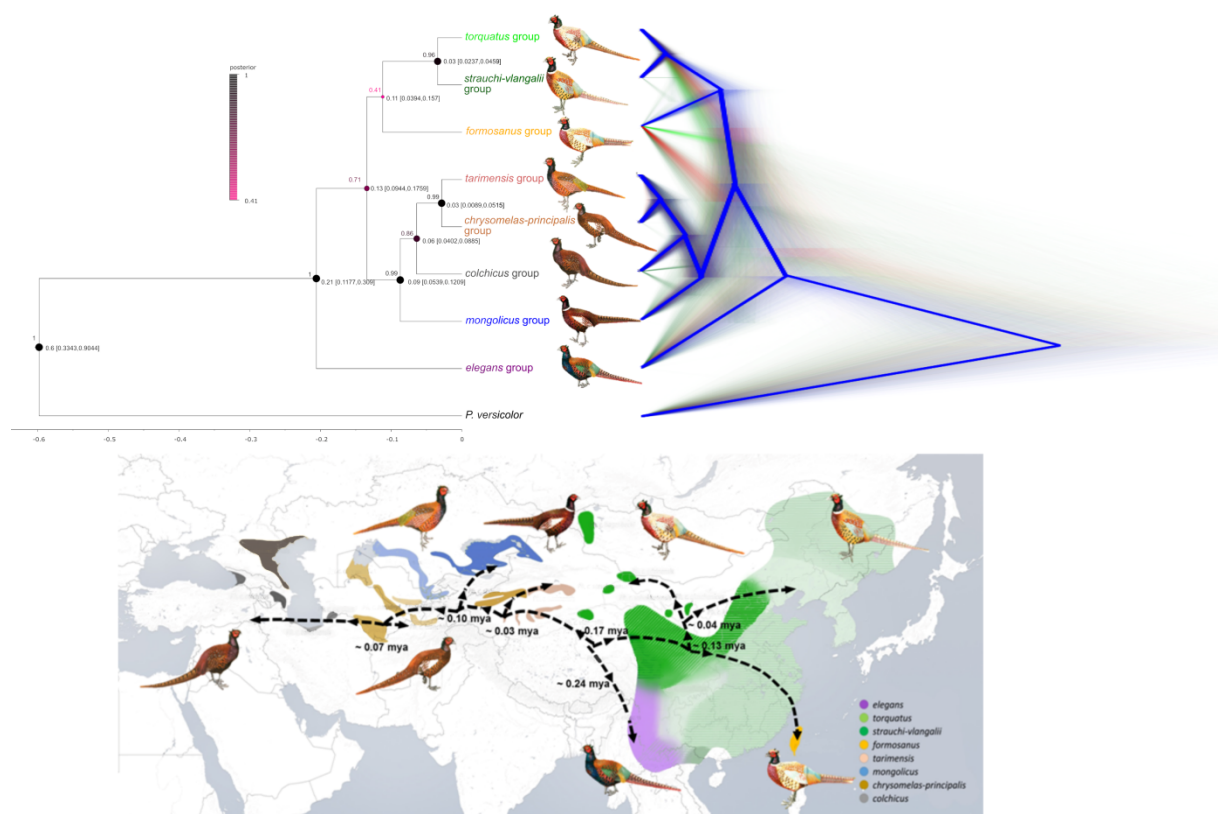 posterior
1
0.41
torquatus group
0.96
0.03 [0.0237,0.0459]
strauchi-vlangalii
group
0.41
0.11 [0.0394,0.157]
formosanus group
0.71
0.13 [0.0944,0.1759]
tarimensis group
0.99
0.03 [0.0089,0.0515]
chrysomelas-principalis
group
0.86
0.06 [0.0402,0.0885]
colchicus group
1
0.21 [0.1177,0.309]
0.99
0.09 [0.0539,0.1209]
mongolicus group
1
0.6 [0.3343,0.9044]
elegans group
P. versicolor
-0.6 -0.5 -0.4 -0.3 -0.2 -0.1 0
~ 0.10 mya
~ 0.03 mya
0.17 mya
~ 0.04 mya
~ 0.07 mya
~ 0.13 mya
~ 0.24 mya
elegans
torquatus
strauchi-vlangalii
formosanus
tarimensis
mongolicus
chrysomelas-principalis
colchicus